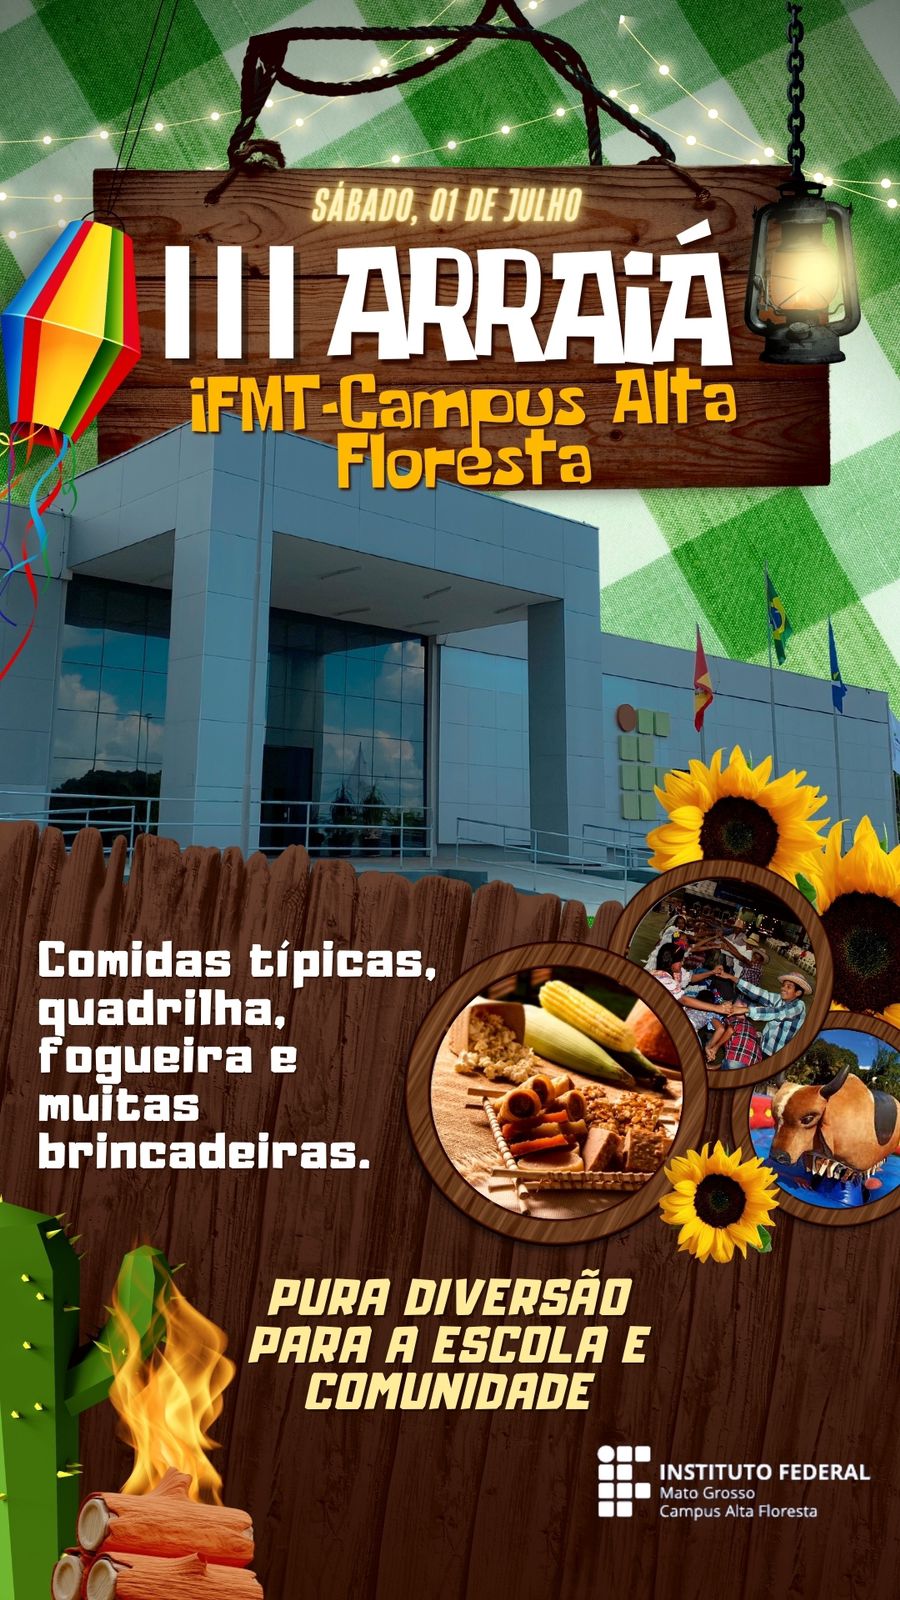 SÁBADO, 01 DE JULHO
III ARRAiÁ
iFMT-Campus Alta
Floresta
Comidas típicas,
quadrilha,
fogueira e
muitas
brincadeiras.
PURA DIVERSÃO
PARA A ESCOLA E
COMUNIDADE
INSTITUTO FEDERAL
Mato Grosso
Campus Alta Floresta